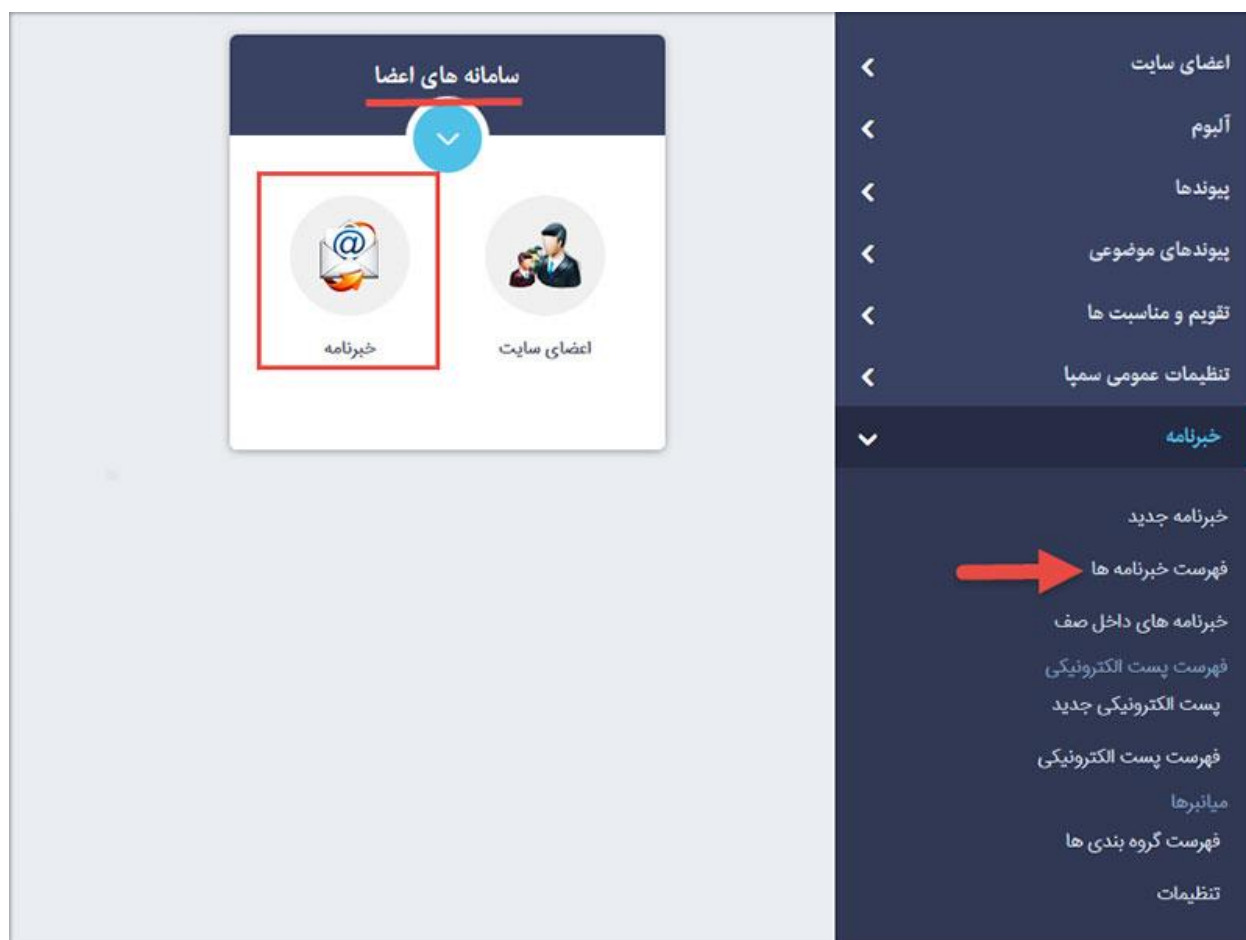 اعضای سایت
آلبوم
پیوندها
پیوندهای موضوعی
تقویم و مناسبت ها
تنظیمات عمومی سمپا
خبرنامه
خبرنامه جدید
فهرست خبرنامه ها
خبرنامه های داخل صف
فهرست پست الکترونیکی
پست الکترونیکی جدید
فهرست پست الکترونیکی
میانبرها
فهرست گروه بندی ها
تنظیمات
سامانه های اعضا
اعضای سایت
خبرنامه